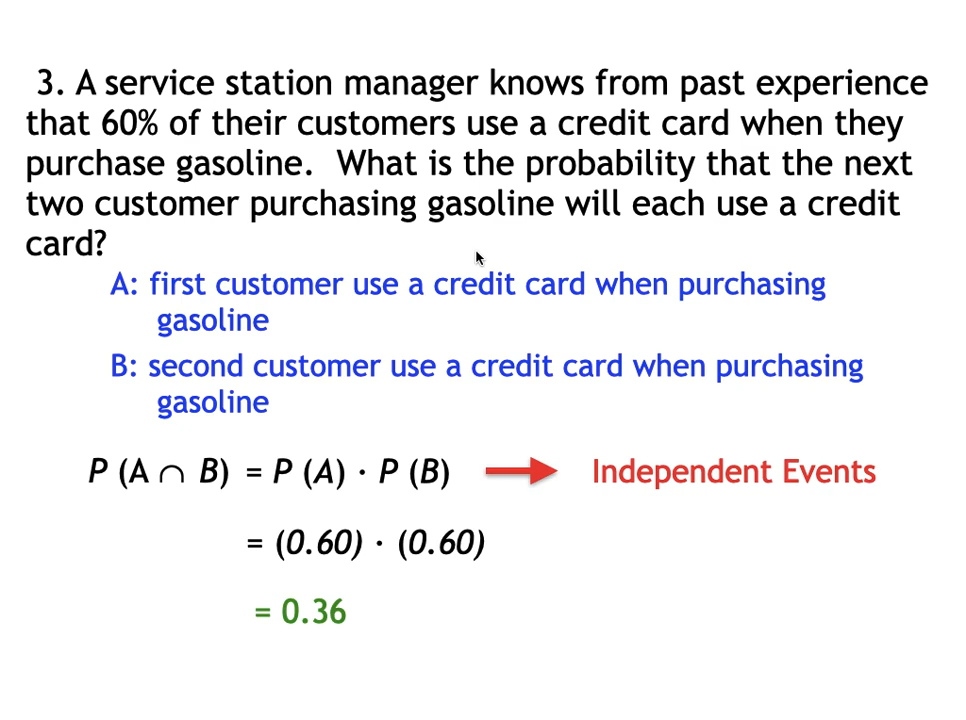 3. A service station manager knows from past experience
that 60% of their customers use a credit card when they
purchase gasoline.  What is the probability that the next
two customer purchasing gasoline will each use a credit
card?
A: first customer use a credit card when purchasing
gasoline
B: second customer use a credit card when purchasing
gasoline
P (A ∩ B) = P (A) · P (B) Independent Events
= (0.60) · (0.60)
= 0.36